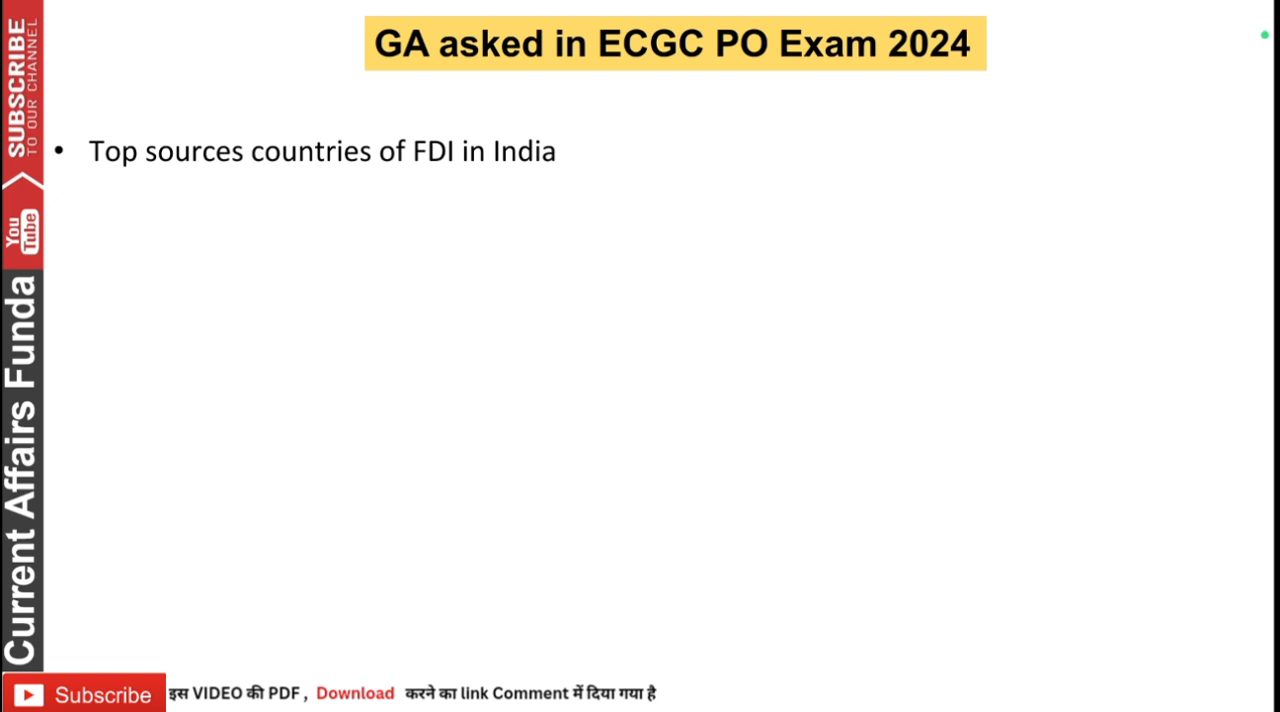 GA asked in ECGC PO Exam 2024
• Top sources countries of FDI in India
SUBSCRIBE
TO OUR CHANNEL
You
Tube
Current Affairs Funda
Subscribe
इस VIDEO की PDF , Download करने का link Comment में दिया गया है